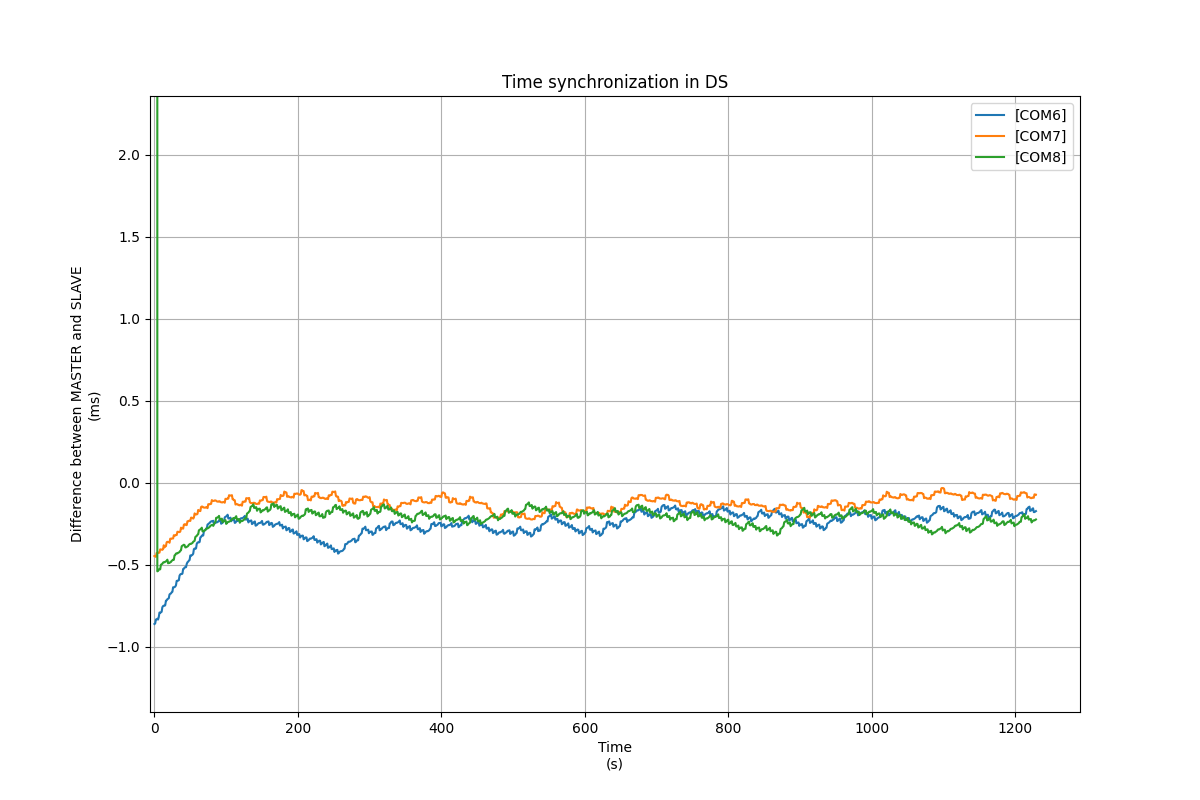 Time synchronization in DS
[COM6]
[COM7]
[COM8]
2.0
1.5
1.0
0.5
0.0
−0.5
−1.0
Difference between MASTER and SLAVE
(ms)
0
200
400
600
800
1000
1200
Time
(s)